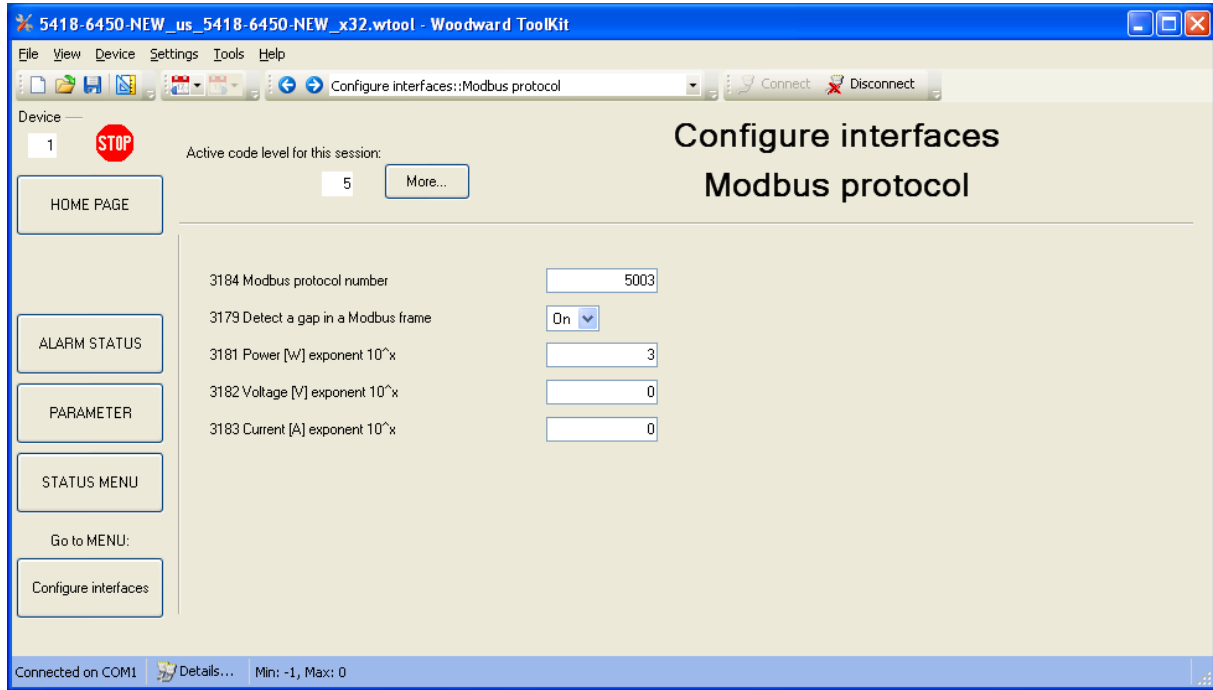 5418-6450-NEW_us_5418-6450-NEW_x32.wtool - Woodward ToolKit
File View Device Settings Tools Help
Configure interfaces::Modbus protocol Connect Disconnect
Device
1 STOP
Active code level for this session:
5 More...
Configure interfaces
Modbus protocol
HOME PAGE
ALARM STATUS
PARAMETER
STATUS MENU
Go to MENU:
Configure interfaces
3184 Modbus protocol number 5003
3179 Detect a gap in a Modbus frame On
3181 Power [W] exponent 10^x 3
3182 Voltage [V] exponent 10^x 0
3183 Current [A] exponent 10^x 0
Connected on COM1 Details... Min: -1, Max: 0